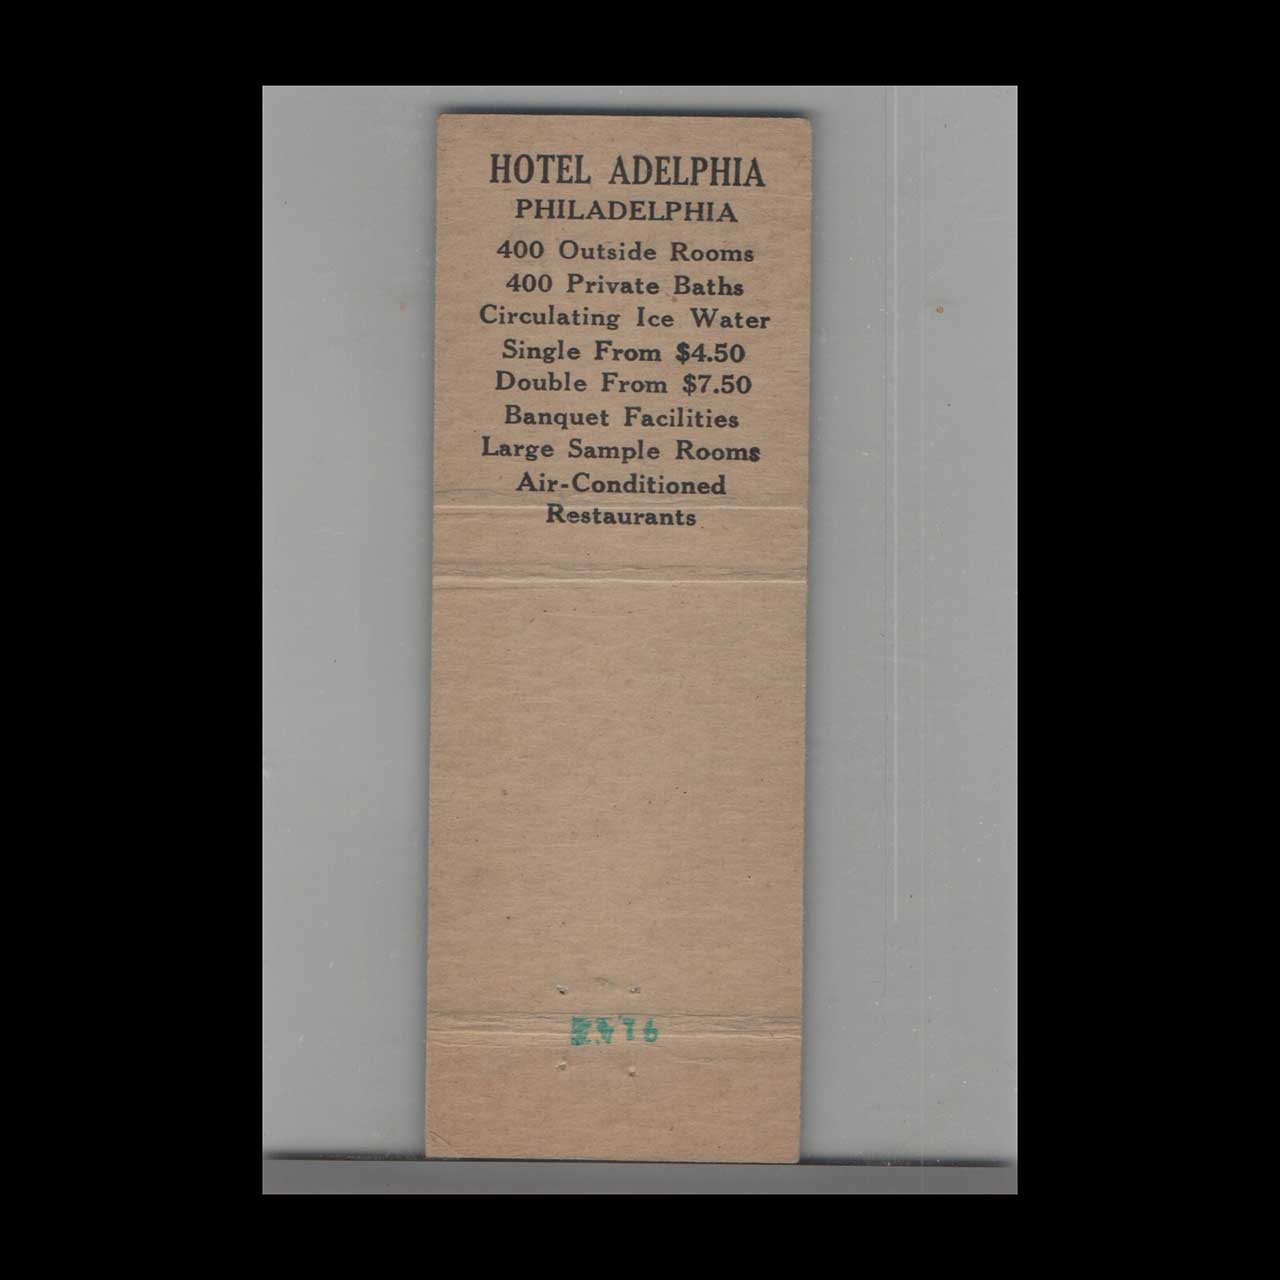 HOTEL ADELPHIA
PHILADELPHIA
400 Outside Rooms
400 Private Baths
Circulating Ice Water
Single From $4.50
Double From $7.50
Banquet Facilities
Large Sample Rooms
Air-Conditioned
Restaurants